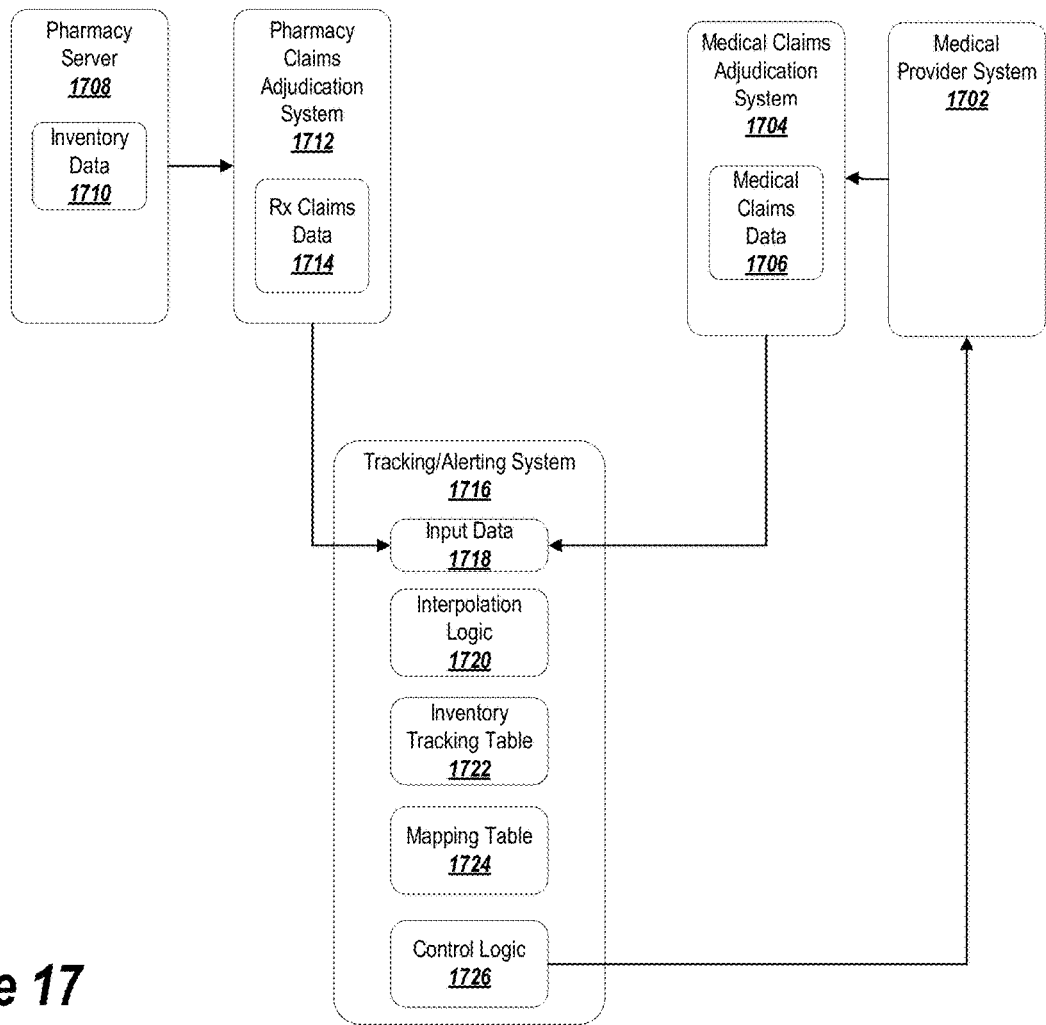 Pharmacy
Server
1708
Inventory
Data
1710
Pharmacy
Claims
Adjudication
System
1712
Rx Claims
Data
1714
Medical Claims
Adjudication
System
1704
Medical
Claims
Data
1706
Medical
Provider System
1702
Tracking/Alerting System
1716
Input Data
1718
Interpolation
Logic
1720
Inventory
Tracking Table
1722
Mapping Table
1724
Control Logic
1726
e 17